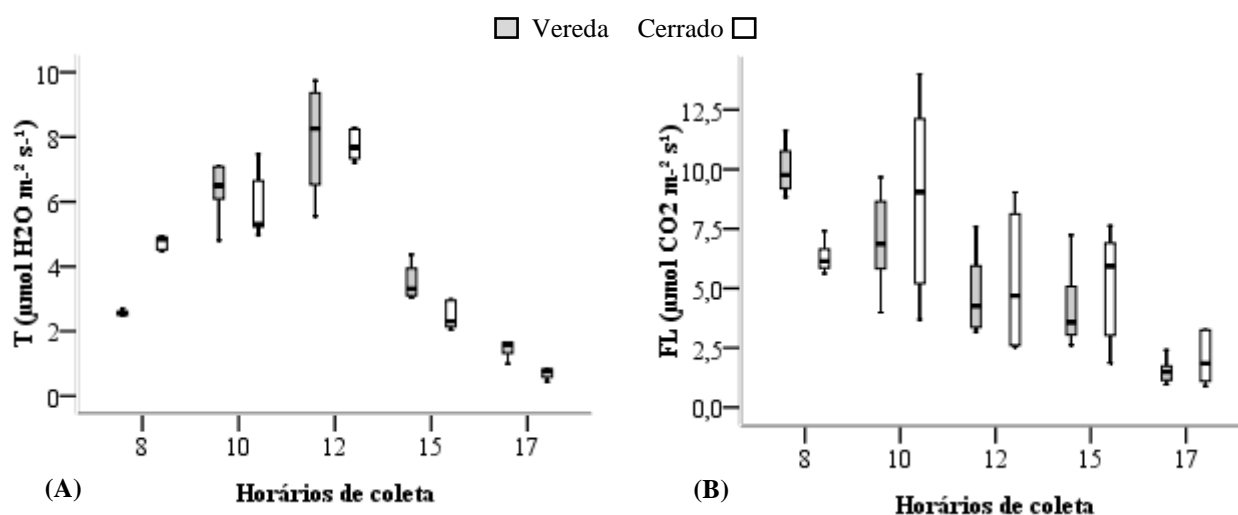 Vereda Cerrado
T (µmol H2O m-² s-¹)
10
8
6
4
2
0
8 10 12 15 17
(A)
Horários de coleta
FL (µmol CO2 m-² s¹)
12,5
10,0
7,5
5,0
2,5
0,0
8 10 12 15 17
(B)
Horários de coleta